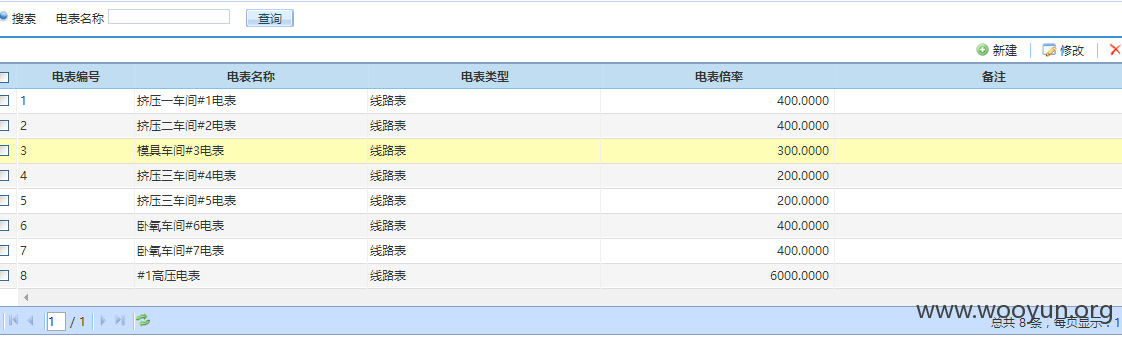 搜索 电表名称 查询
新建 修改
电表编号 电表名称 电表类型 电表倍率 备注
1 挤压一车间#1电表 线路表 400.0000
2 挤压二车间#2电表 线路表 400.0000
3 模具车间#3电表 线路表 300.0000
4 挤压三车间#4电表 线路表 200.0000
5 挤压三车间#5电表 线路表 200.0000
6 卧氧车间#6电表 线路表 400.0000
7 卧氧车间#7电表 线路表 400.0000
8 #1高压电表 线路表 6000.0000
1 / 1 总共 8 条，每页显示：1
www.wooyun.org